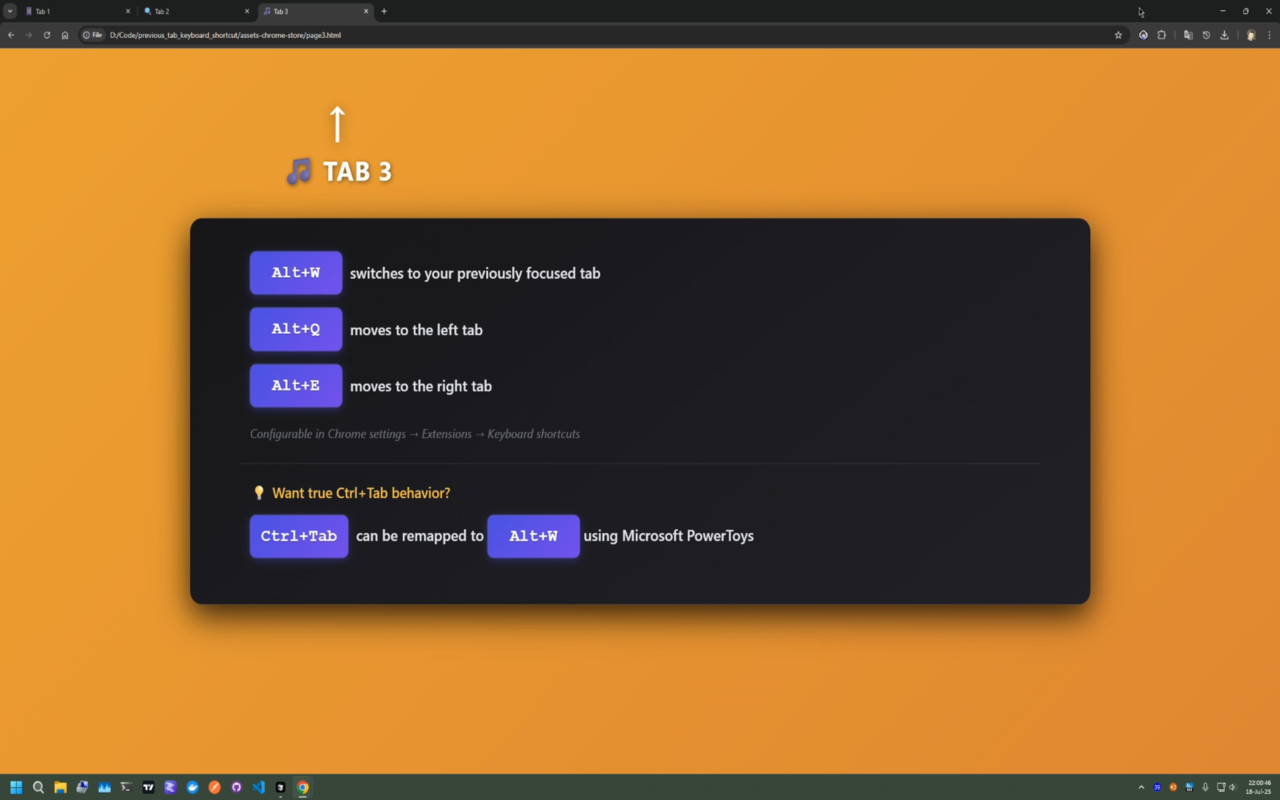 Tab 1
Tab 2
Tab 3
File
D:/Code/previous_tab_keyboard_shortcut/assets-chrome-store/page3.html
↑
TAB 3
Alt+W switches to your previously focused tab
Alt+Q moves to the left tab
Alt+E moves to the right tab
Configurable in Chrome settings → Extensions → Keyboard shortcuts
Want true Ctrl+Tab behavior?
Ctrl+Tab can be remapped to Alt+W using Microsoft PowerToys
22:00:46
18-Jul-25